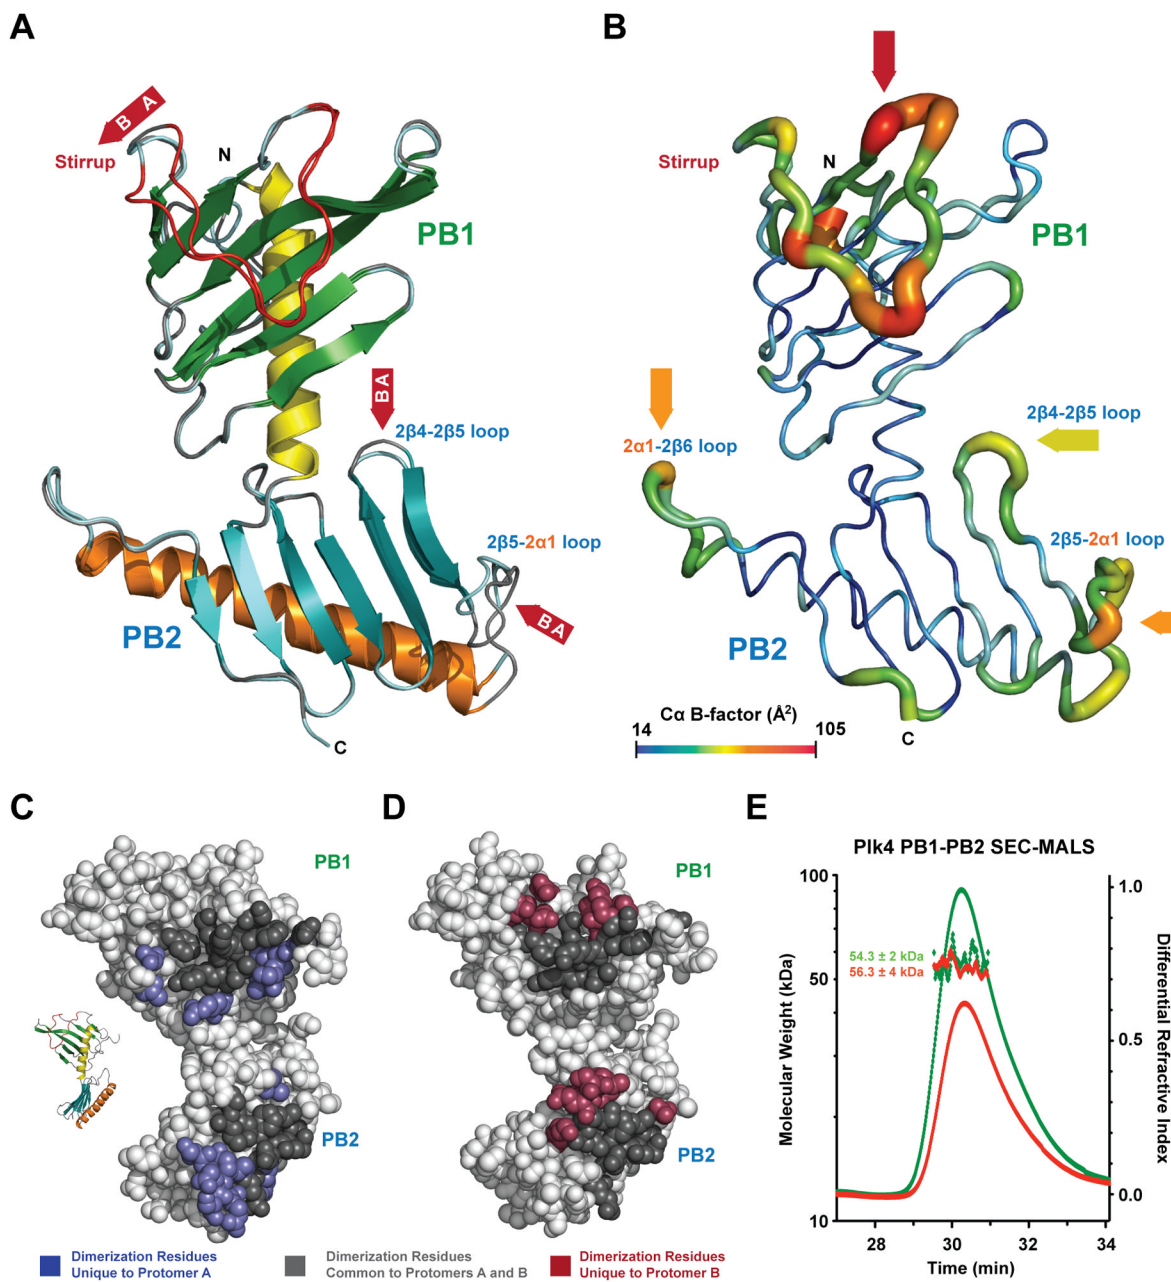 A
B
B A
Stirrup
N
PB1
B A
2β4-2β5 loop
2β5-2α1 loop
B A
PB2
C
Stirrup
N
PB1
2α1-2β6 loop
2β4-2β5 loop
2β5-2α1 loop
PB2
Cα B-factor (Å²)
14
105
C
C
PB1
PB2
D
PB1
PB2
E
Plk4 PB1-PB2 SEC-MALS
100
50
10
Molecular Weight (kDa)
54.3 ± 2 kDa
56.3 ± 4 kDa
1.0
0.5
0.0
Differential Refractive Index
28
30
32
34
Time (min)
Dimerization Residues
Unique to Protomer A
Dimerization Residues
Common to Protomers A and B
Dimerization Residues
Unique to Protomer B